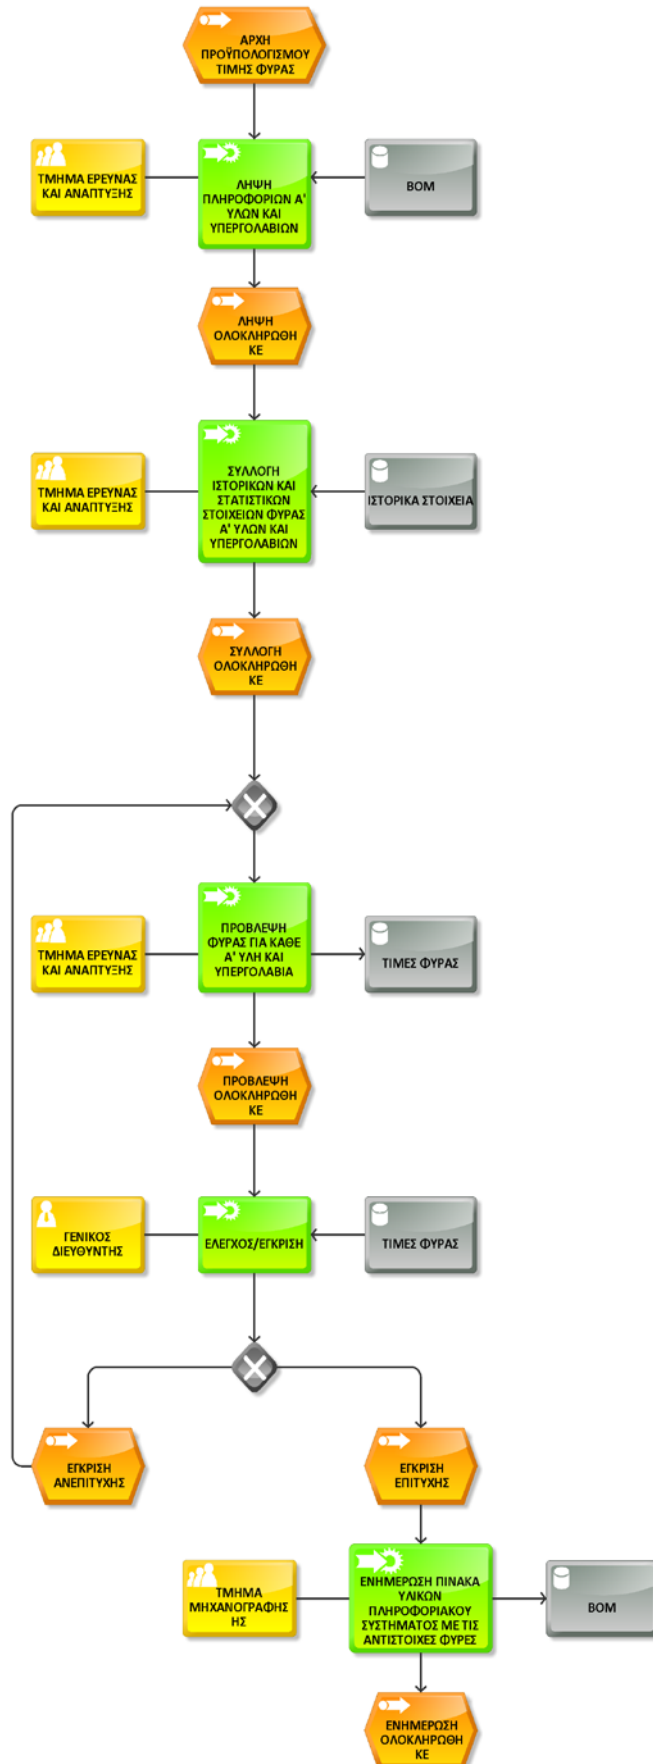 ΑΡΧΗ
ΠΡΟΫΠΟΛΟΓΙΣΜΟΥ
ΤΙΜΗΣ ΦΥΡΑΣ
ΤΜΗΜΑ ΕΡΕΥΝΑΣ
ΚΑΙ ΑΝΑΠΤΥΞΗΣ
ΛΗΨΗ
ΠΛΗΡΟΦΟΡΙΩΝ Α'
ΥΛΩΝ ΚΑΙ
ΥΠΕΡΓΟΛΑΒΙΩΝ
BOM
ΛΗΨΗ
ΟΛΟΚΛΗΡΩΘΗ
ΚΕ
ΤΜΗΜΑ ΕΡΕΥΝΑΣ
ΚΑΙ ΑΝΑΠΤΥΞΗΣ
ΣΥΛΛΟΓΗ
ΙΣΤΟΡΙΚΩΝ ΚΑΙ
ΣΤΑΤΙΣΤΙΚΩΝ
ΣΤΟΙΧΕΙΩΝ ΦΥΡΑΣ
Α' ΥΛΩΝ ΚΑΙ
ΥΠΕΡΓΟΛΑΒΙΩΝ
ΙΣΤΟΡΙΚΑ ΣΤΟΙΧΕΙΑ
ΣΥΛΛΟΓΗ
ΟΛΟΚΛΗΡΩΘΗ
ΚΕ
ΤΜΗΜΑ ΕΡΕΥΝΑΣ
ΚΑΙ ΑΝΑΠΤΥΞΗΣ
ΠΡΟΒΛΕΨΗ
ΦΥΡΑΣ ΓΙΑ ΚΑΘΕ
Α' ΥΛΗ ΚΑΙ
ΥΠΕΡΓΟΛΑΒΙΑ
ΤΙΜΕΣ ΦΥΡΑΣ
ΠΡΟΒΛΕΨΗ
ΟΛΟΚΛΗΡΩΘΗ
ΚΕ
ΓΕΝΙΚΟΣ
ΔΙΕΥΘΥΝΤΗΣ
ΕΛΕΓΧΟΣ/ΕΓΚΡΙΣΗ
ΤΙΜΕΣ ΦΥΡΑΣ
ΕΓΚΡΙΣΗ
ΑΝΕΠΙΤΥΧΗΣ
ΕΓΚΡΙΣΗ
ΕΠΙΤΥΧΗΣ
ΤΜΗΜΑ
ΜΗΧΑΝΟΓΡΑΦΗΣ
ΗΣ
ΕΝΗΜΕΡΩΣΗ ΠΙΝΑΚΑ
ΥΛΙΚΩΝ
ΠΛΗΡΟΦΟΡΙΑΚΟΥ
ΣΥΣΤΗΜΑΤΟΣ ΜΕ ΤΙΣ
ΑΝΤΙΣΤΟΙΧΕΣ ΦΥΡΕΣ
BOM
ΕΝΗΜΕΡΩΣΗ
ΟΛΟΚΛΗΡΩΘΗ
ΚΕ